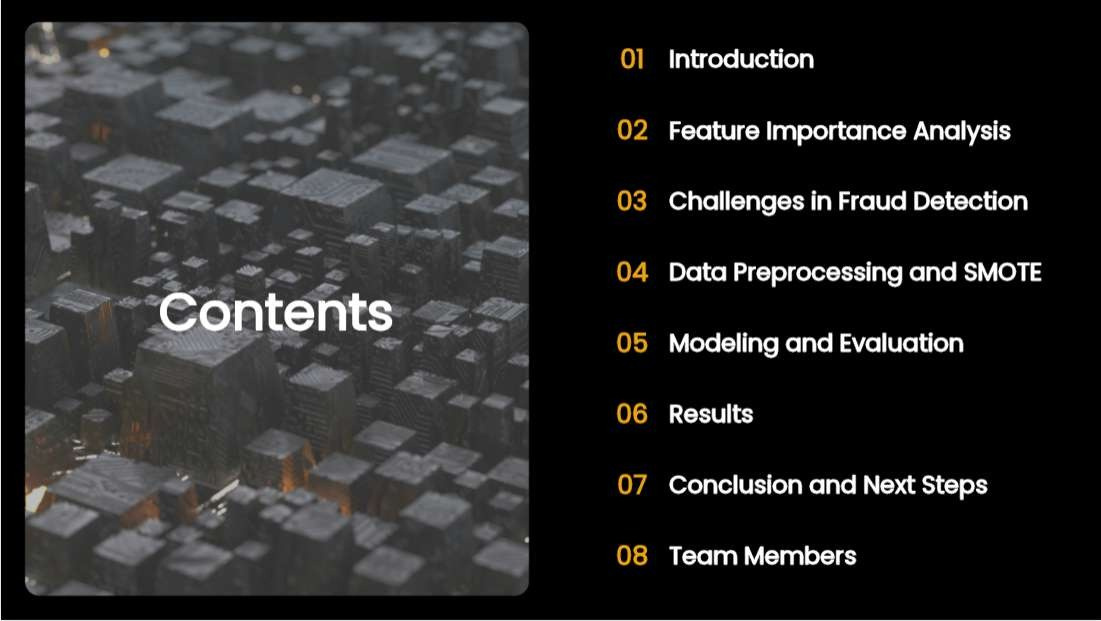 Contents
01 Introduction
02 Feature Importance Analysis
03 Challenges in Fraud Detection
04 Data Preprocessing and SMOTE
05 Modeling and Evaluation
06 Results
07 Conclusion and Next Steps
08 Team Members